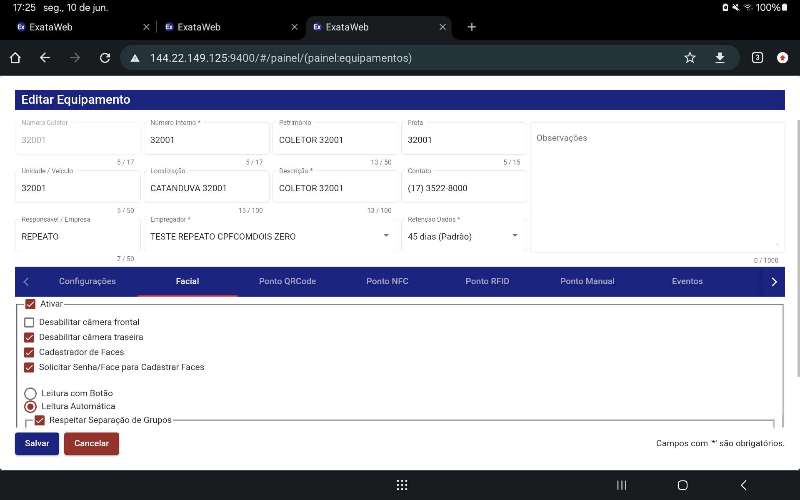 17:25 seg., 10 de jun. 100%
ExataWeb ExataWeb ExataWeb
144.22.149.125:9400/#/painel/(painel:equipamentos) 3
Editar Equipamento
Número Coletor Número Interno * Patrimônio Frota
32001 32001 COLETOR 32001 32001 Observações
5 / 17 5 / 17 13 / 50 5 / 15
Unidade / Veículo Localização Descrição * Contato
32001 CATANDUVA 32001 COLETOR 32001 (17) 3522-8000
5 / 50 15 / 100 13 / 100
Responsável / Empresa Empregador * Retenção Dados *
REPEATO TESTE REPEATO CPFCOMDOIS ZERO 45 dias (Padrão)
7 / 50 0 / 1000
Configurações Facial Ponto QRCode Ponto NFC Ponto RFID Ponto Manual Eventos
Ativar
Desabilitar câmera frontal
Desabilitar câmera traseira
Cadastrador de Faces
Solicitar Senha/Face para Cadastrar Faces
Leitura com Botão
Leitura Automática
Respeitar Separação de Grupos
Salvar Cancelar Campos com '*' são obrigatórios.